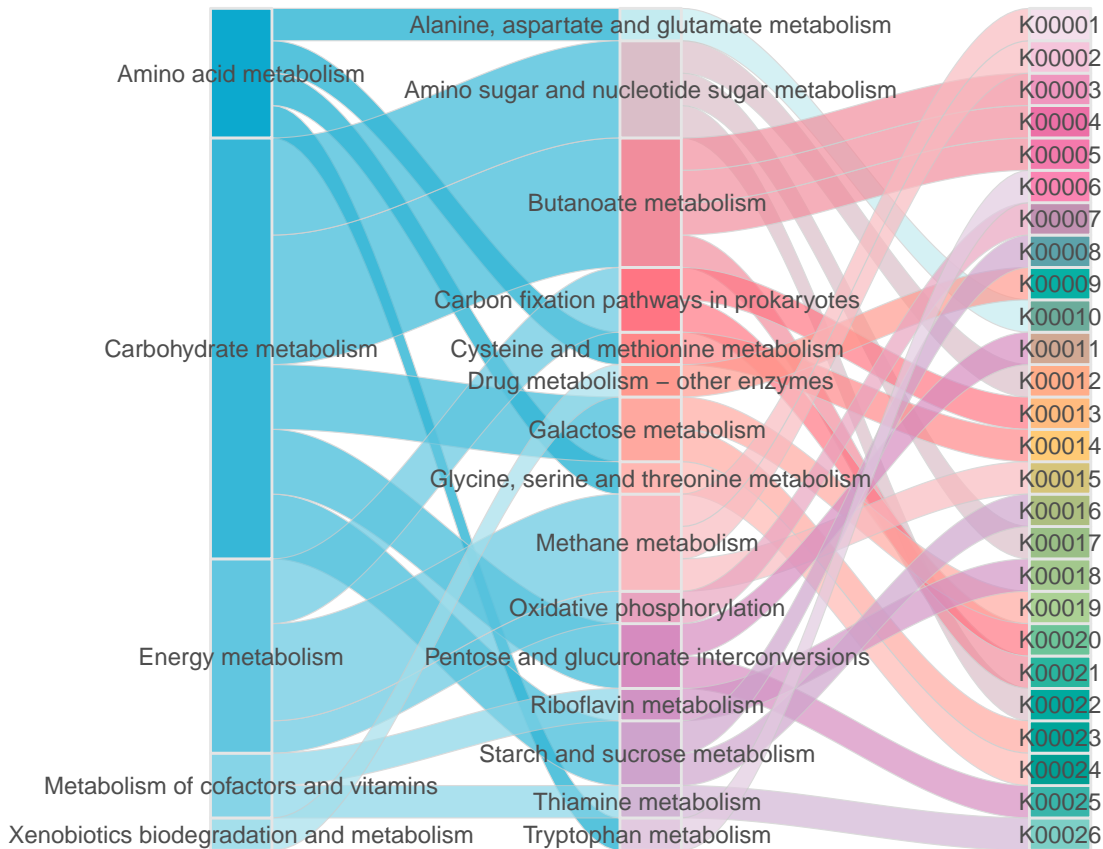 Amino acid metabolism
Carbohydrate metabolism
Energy metabolism
Metabolism of cofactors and vitamins
Xenobiotics biodegradation and metabolism
Alanine, aspartate and glutamate metabolism
Amino sugar and nucleotide sugar metabolism
Butanoate metabolism
Carbon fixation pathways in prokaryotes
Cysteine and methionine metabolism
Drug metabolism − other enzymes
Galactose metabolism
Glycine, serine and threonine metabolism
Methane metabolism
Oxidative phosphorylation
Pentose and glucuronate interconversions
Riboflavin metabolism
Starch and sucrose metabolism
Thiamine metabolism
Tryptophan metabolism
K00001
K00002
K00003
K00004
K00005
K00006
K00007
K00008
K00009
K00010
K00011
K00012
K00013
K00014
K00015
K00016
K00017
K00018
K00019
K00020
K00021
K00022
K00023
K00024
K00025
K00026